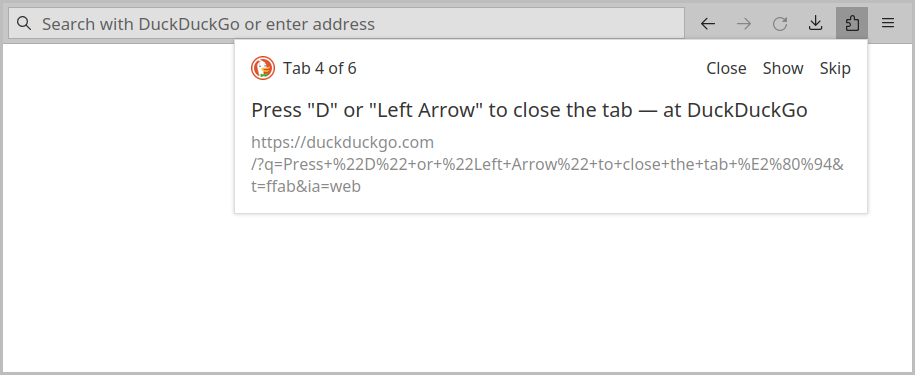 Search with DuckDuckGo or enter address
Tab 4 of 6 Close Show Skip
Press "D" or "Left Arrow" to close the tab — at DuckDuckGo
https://duckduckgo.com
/?q=Press+%22D%22+or+%22Left+Arrow%22+to+close+the+tab+%E2%80%94&
t=ffab&ia=web